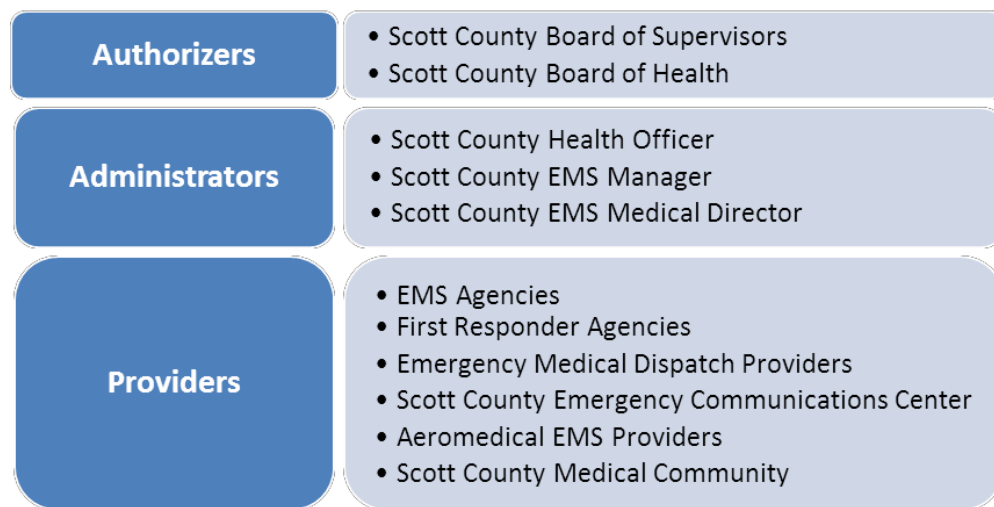 Authorizers
• Scott County Board of Supervisors
• Scott County Board of Health
Administrators
• Scott County Health Officer
• Scott County EMS Manager
• Scott County EMS Medical Director
Providers
• EMS Agencies
• First Responder Agencies
• Emergency Medical Dispatch Providers
• Scott County Emergency Communications Center
• Aeromedical EMS Providers
• Scott County Medical Community